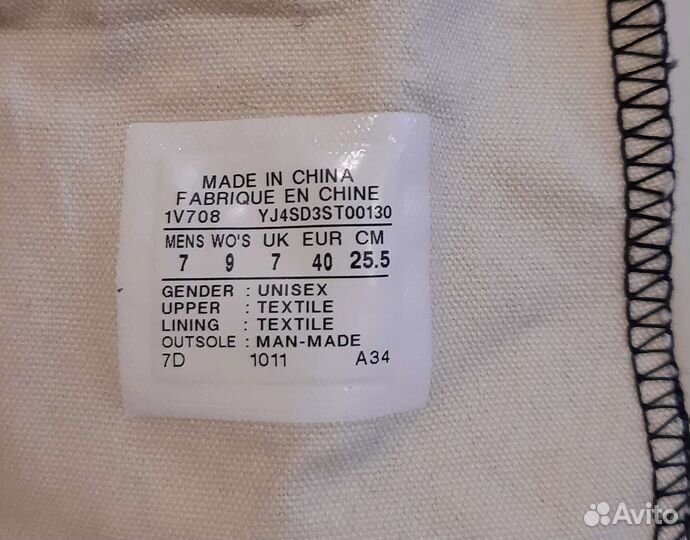 MADE IN CHINA
FABRIQUE EN CHINE
1V708 YJ4SD3ST00130
MENS WO'S UK EUR CM
7 9 7 40 25.5
GENDER : UNISEX
UPPER : TEXTILE
LINING : TEXTILE
OUTSOLE : MAN-MADE
7D 1011 A34
Avito